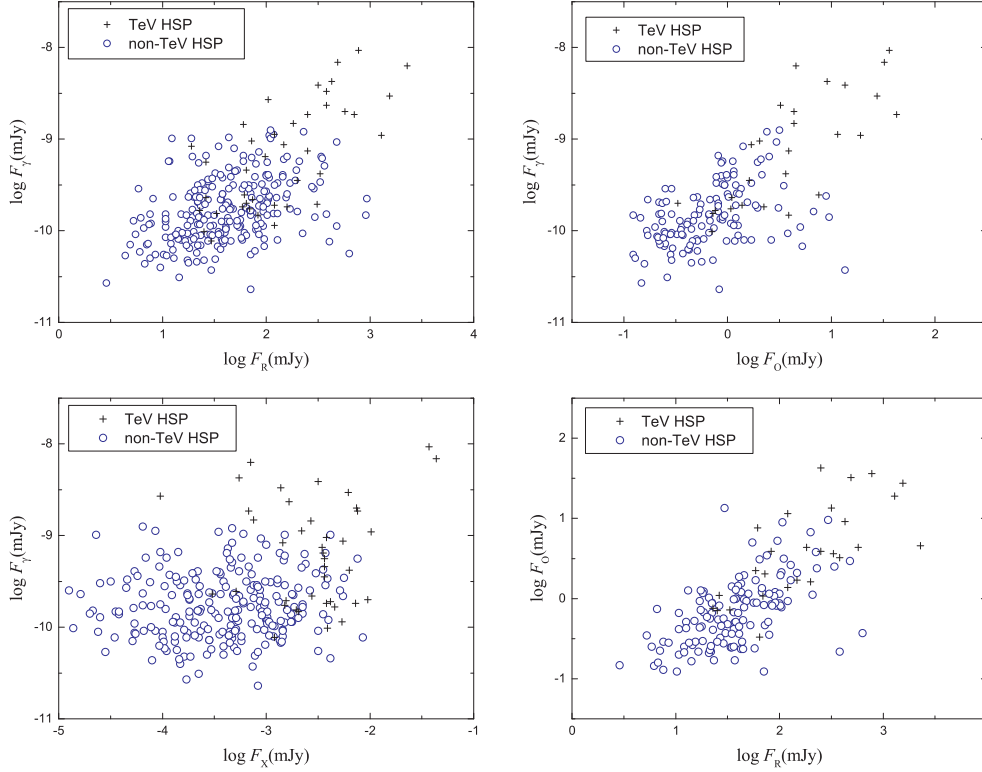 TeV HSP
non-TeV HSP
-8
-9
-10
-11
log Fγ(mJy)
0 1 2 3 4
log FR(mJy)
TeV HSP
non-TeV HSP
-8
-9
-10
-11
log Fγ(mJy)
-1 0 1 2
log FO(mJy)
TeV HSP
non-TeV HSP
-8
-9
-10
-11
log Fγ(mJy)
-5 -4 -3 -2 -1
log FX(mJy)
TeV HSP
non-TeV HSP
2
1
0
-1
log FO(mJy)
0 1 2 3
log FR(mJy)